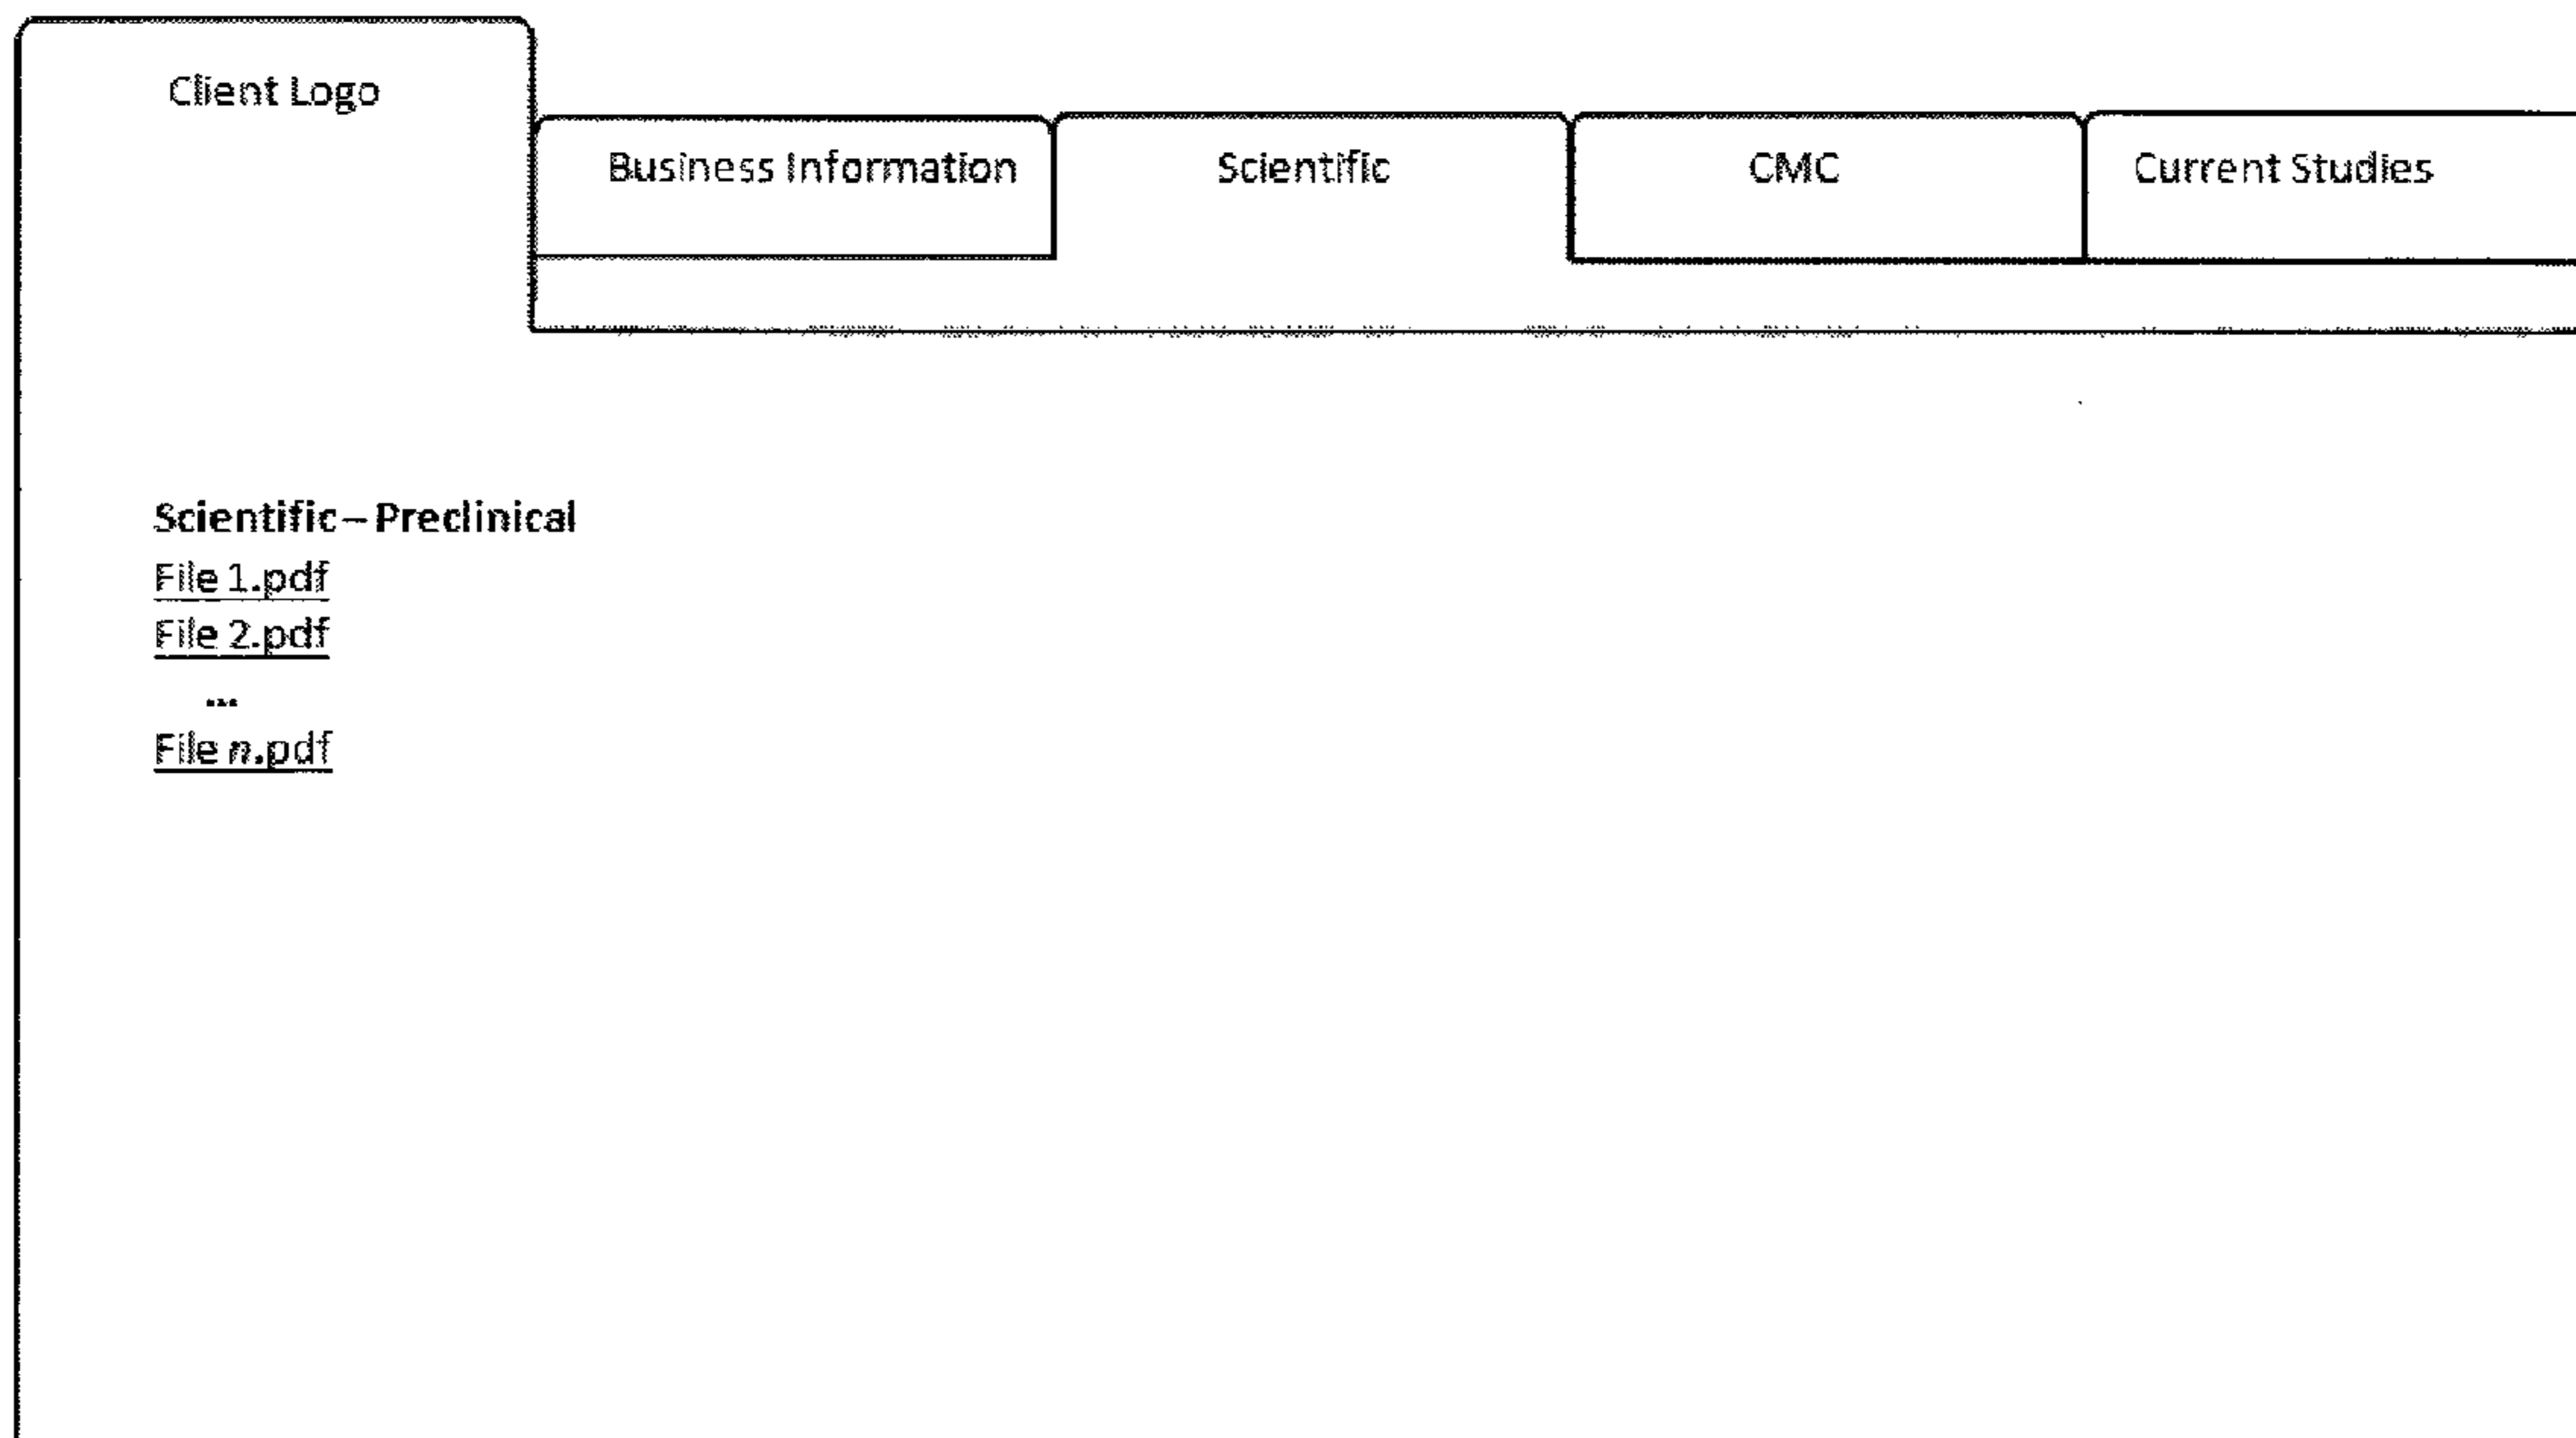 Client Logo
Business Information
Scientific
CMC
Current Studies
Scientific – Preclinical
File 1.pdf
File 2.pdf
...
File n.pdf